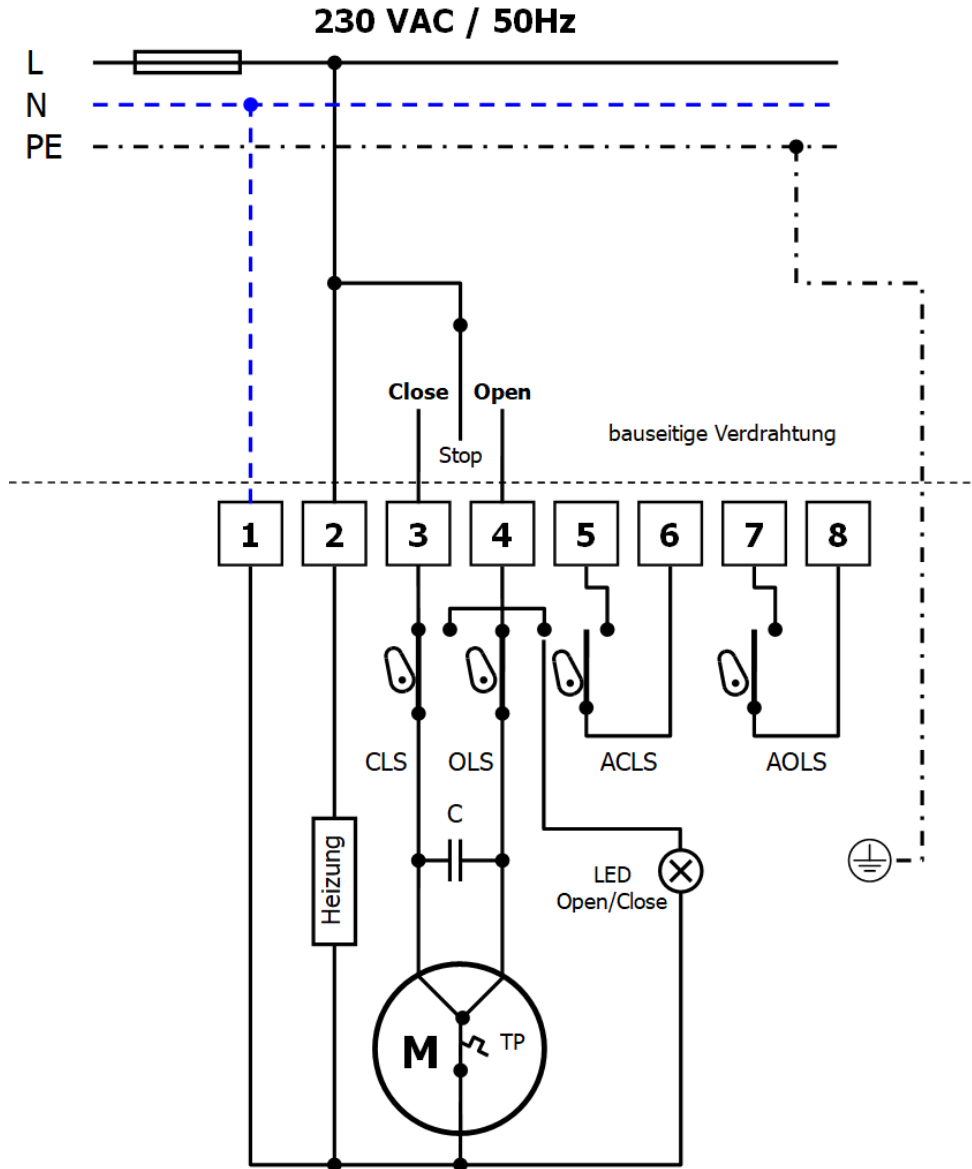 230 VAC / 50Hz
L
N
PE
Close Open
Stop
bauseitige Verdrahtung
1 2 3 4 5 6 7 8
CLS OLS ACLS AOLS
C
Heizung
LED
Open/Close
M TP